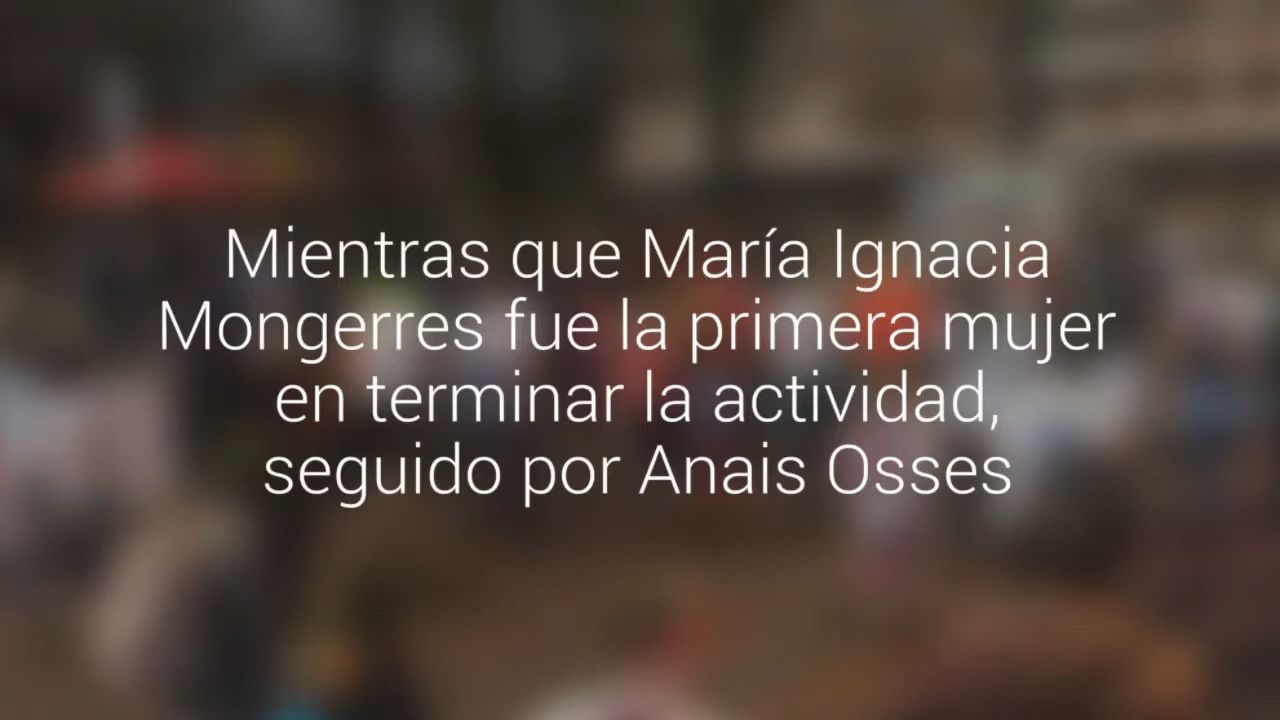 Mientras que María Ignacia
Mongerres fue la primera mujer
en terminar la actividad,
seguido por Anais Osses